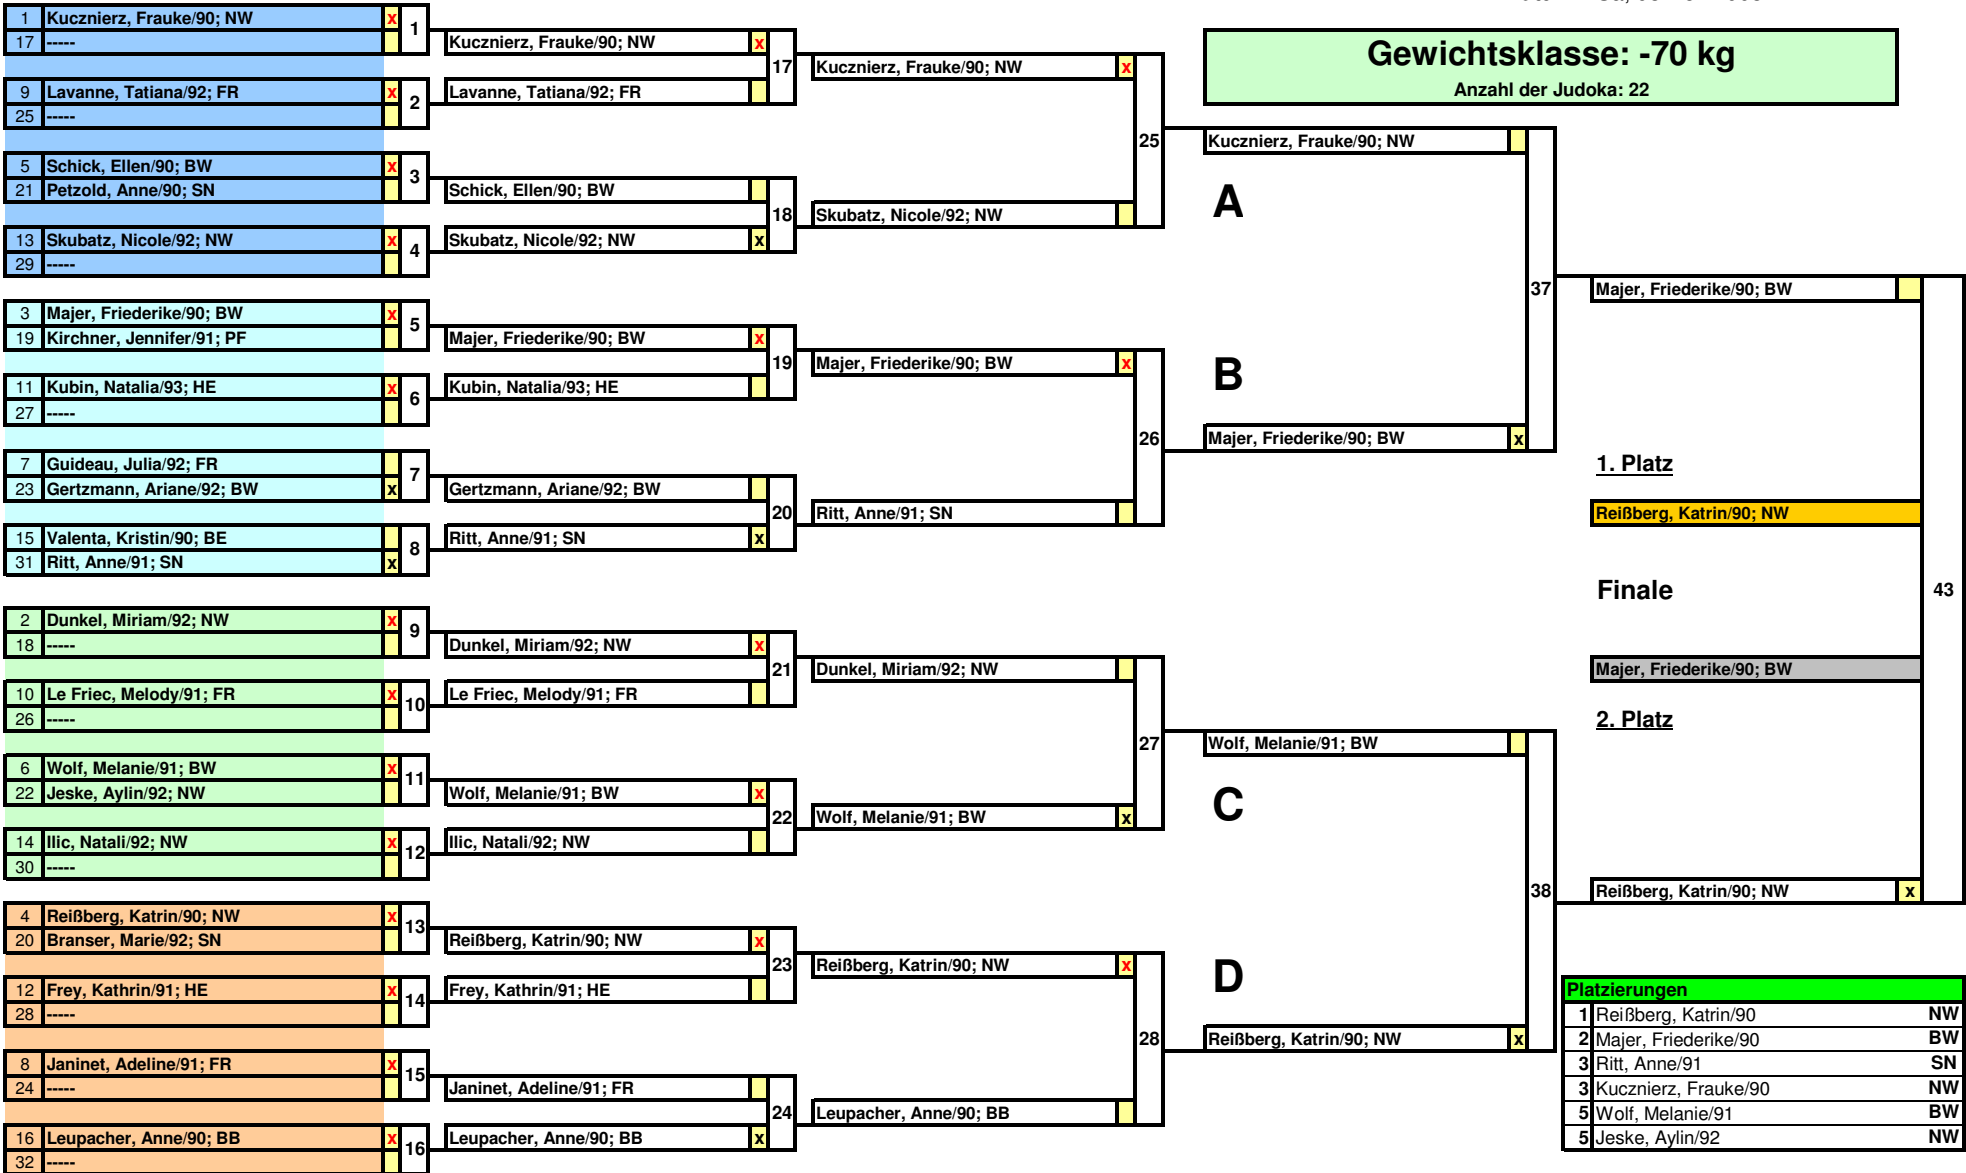 Gewichtsklasse: -70 kg
Anzahl der Judoka: 22
1 Kucznierz, Frauke/90; NW x
17 -----
1
9 Lavanne, Tatiana/92; FR x
25 -----
2
5 Schick, Ellen/90; BW x
21 Petzold, Anne/90; SN
3
13 Skubatz, Nicole/92; NW x
29 -----
4
3 Majer, Friederike/90; BW x
19 Kirchner, Jennifer/91; PF
5
11 Kubin, Natalia/93; HE x
27 -----
6
7 Guideau, Julia/92; FR
23 Gertzmann, Ariane/92; BW x
7
15 Valenta, Kristin/90; BE
31 Ritt, Anne/91; SN x
8
2 Dunkel, Miriam/92; NW x
18 -----
9
10 Le Friec, Melody/91; FR x
26 -----
10
6 Wolf, Melanie/91; BW x
22 Jeske, Aylin/92; NW
11
14 Ilic, Natali/92; NW x
30 -----
12
4 Reißberg, Katrin/90; NW x
20 Branser, Marie/92; SN
13
12 Frey, Kathrin/91; HE x
28 -----
14
8 Janinet, Adeline/91; FR x
24 -----
15
16 Leupacher, Anne/90; BB x
32 -----
16
Kucznierz, Frauke/90; NW x
Lavanne, Tatiana/92; FR
17
Schick, Ellen/90; BW
Skubatz, Nicole/92; NW x
18
Majer, Friederike/90; BW x
Kubin, Natalia/93; HE
19
Gertzmann, Ariane/92; BW
Ritt, Anne/91; SN x
20
Dunkel, Miriam/92; NW x
Le Friec, Melody/91; FR
21
Wolf, Melanie/91; BW x
Ilic, Natali/92; NW
22
Reißberg, Katrin/90; NW x
Frey, Kathrin/91; HE
23
Janinet, Adeline/91; FR
Leupacher, Anne/90; BB x
24
Kucznierz, Frauke/90; NW x
Skubatz, Nicole/92; NW
25
Majer, Friederike/90; BW x
Ritt, Anne/91; SN
26
Dunkel, Miriam/92; NW
Wolf, Melanie/91; BW x
27
Reißberg, Katrin/90; NW x
Leupacher, Anne/90; BB
28
Kucznierz, Frauke/90; NW
A
B
Majer, Friederike/90; BW x
37
Wolf, Melanie/91; BW
C
D
Reißberg, Katrin/90; NW x
38
Majer, Friederike/90; BW
1. Platz
Reißberg, Katrin/90; NW
Finale
43
Majer, Friederike/90; BW
2. Platz
Reißberg, Katrin/90; NW x
Platzierungen
1 Reißberg, Katrin/90 NW
2 Majer, Friederike/90 BW
3 Ritt, Anne/91 SN
3 Kucznierz, Frauke/90 NW
5 Wolf, Melanie/91 BW
5 Jeske, Aylin/92 NW